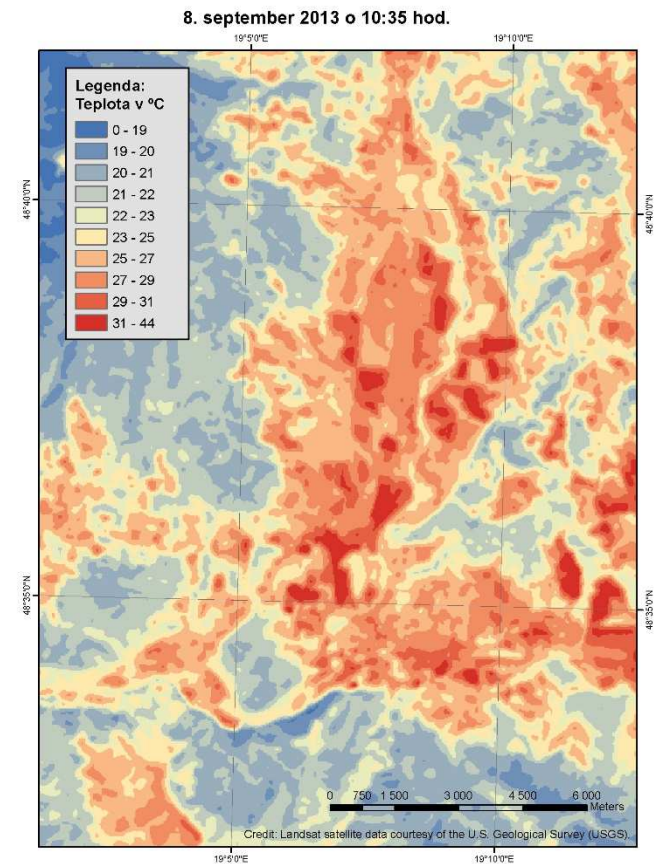 8. september 2013 o 10:35 hod.
19°5'0"E
19°10'0"E
Legenda:
Teplota v ºC
0 - 19
19 - 20
20 - 21
21 - 22
22 - 23
23 - 25
25 - 27
27 - 29
29 - 31
31 - 44
48°40'0"N
48°40'0"N
48°35'0"N
48°35'0"N
0 750 1 500 3 000 4 500 6 000
Meters
Credit: Landsat satellite data courtesy of the U.S. Geological Survey (USGS).
19°5'0"E
19°10'0"E